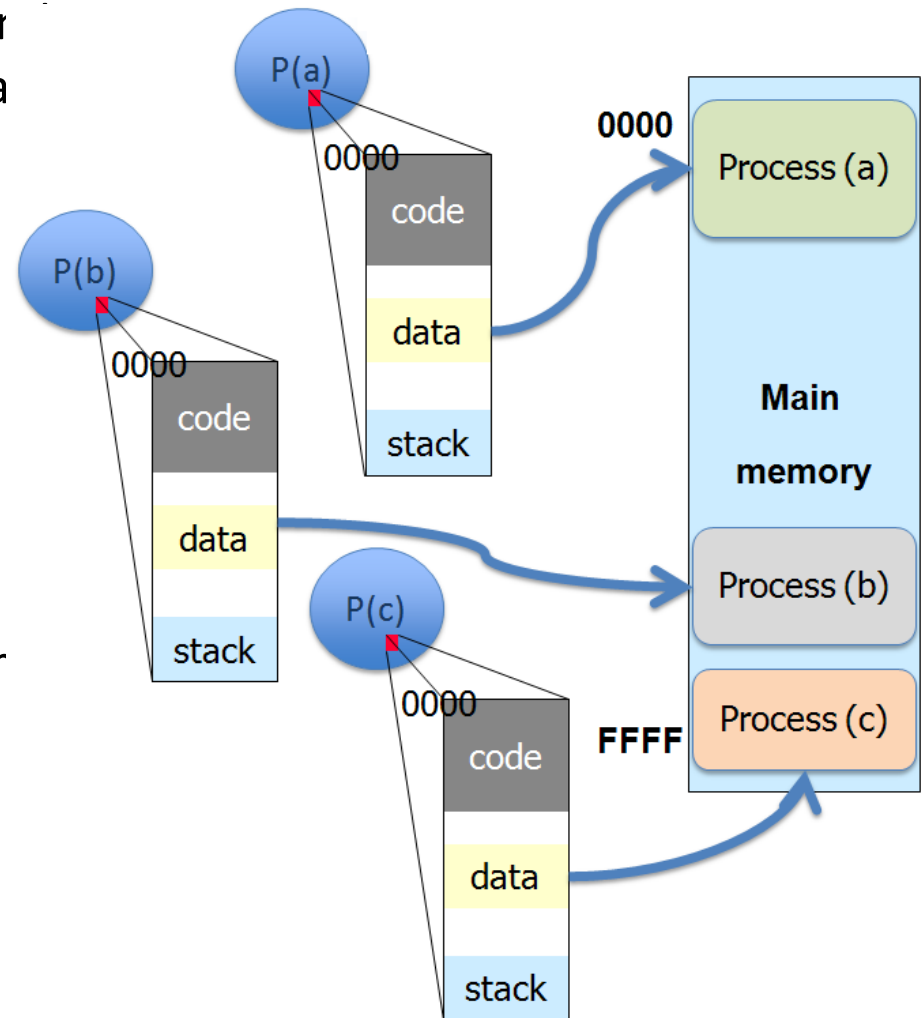 P(a)
0000
code
data
stack
P(b)
0000
code
data
stack
P(c)
0000
code
data
stack
0000
Process (a)
Main
memory
Process (b)
FFFF
Process (c)